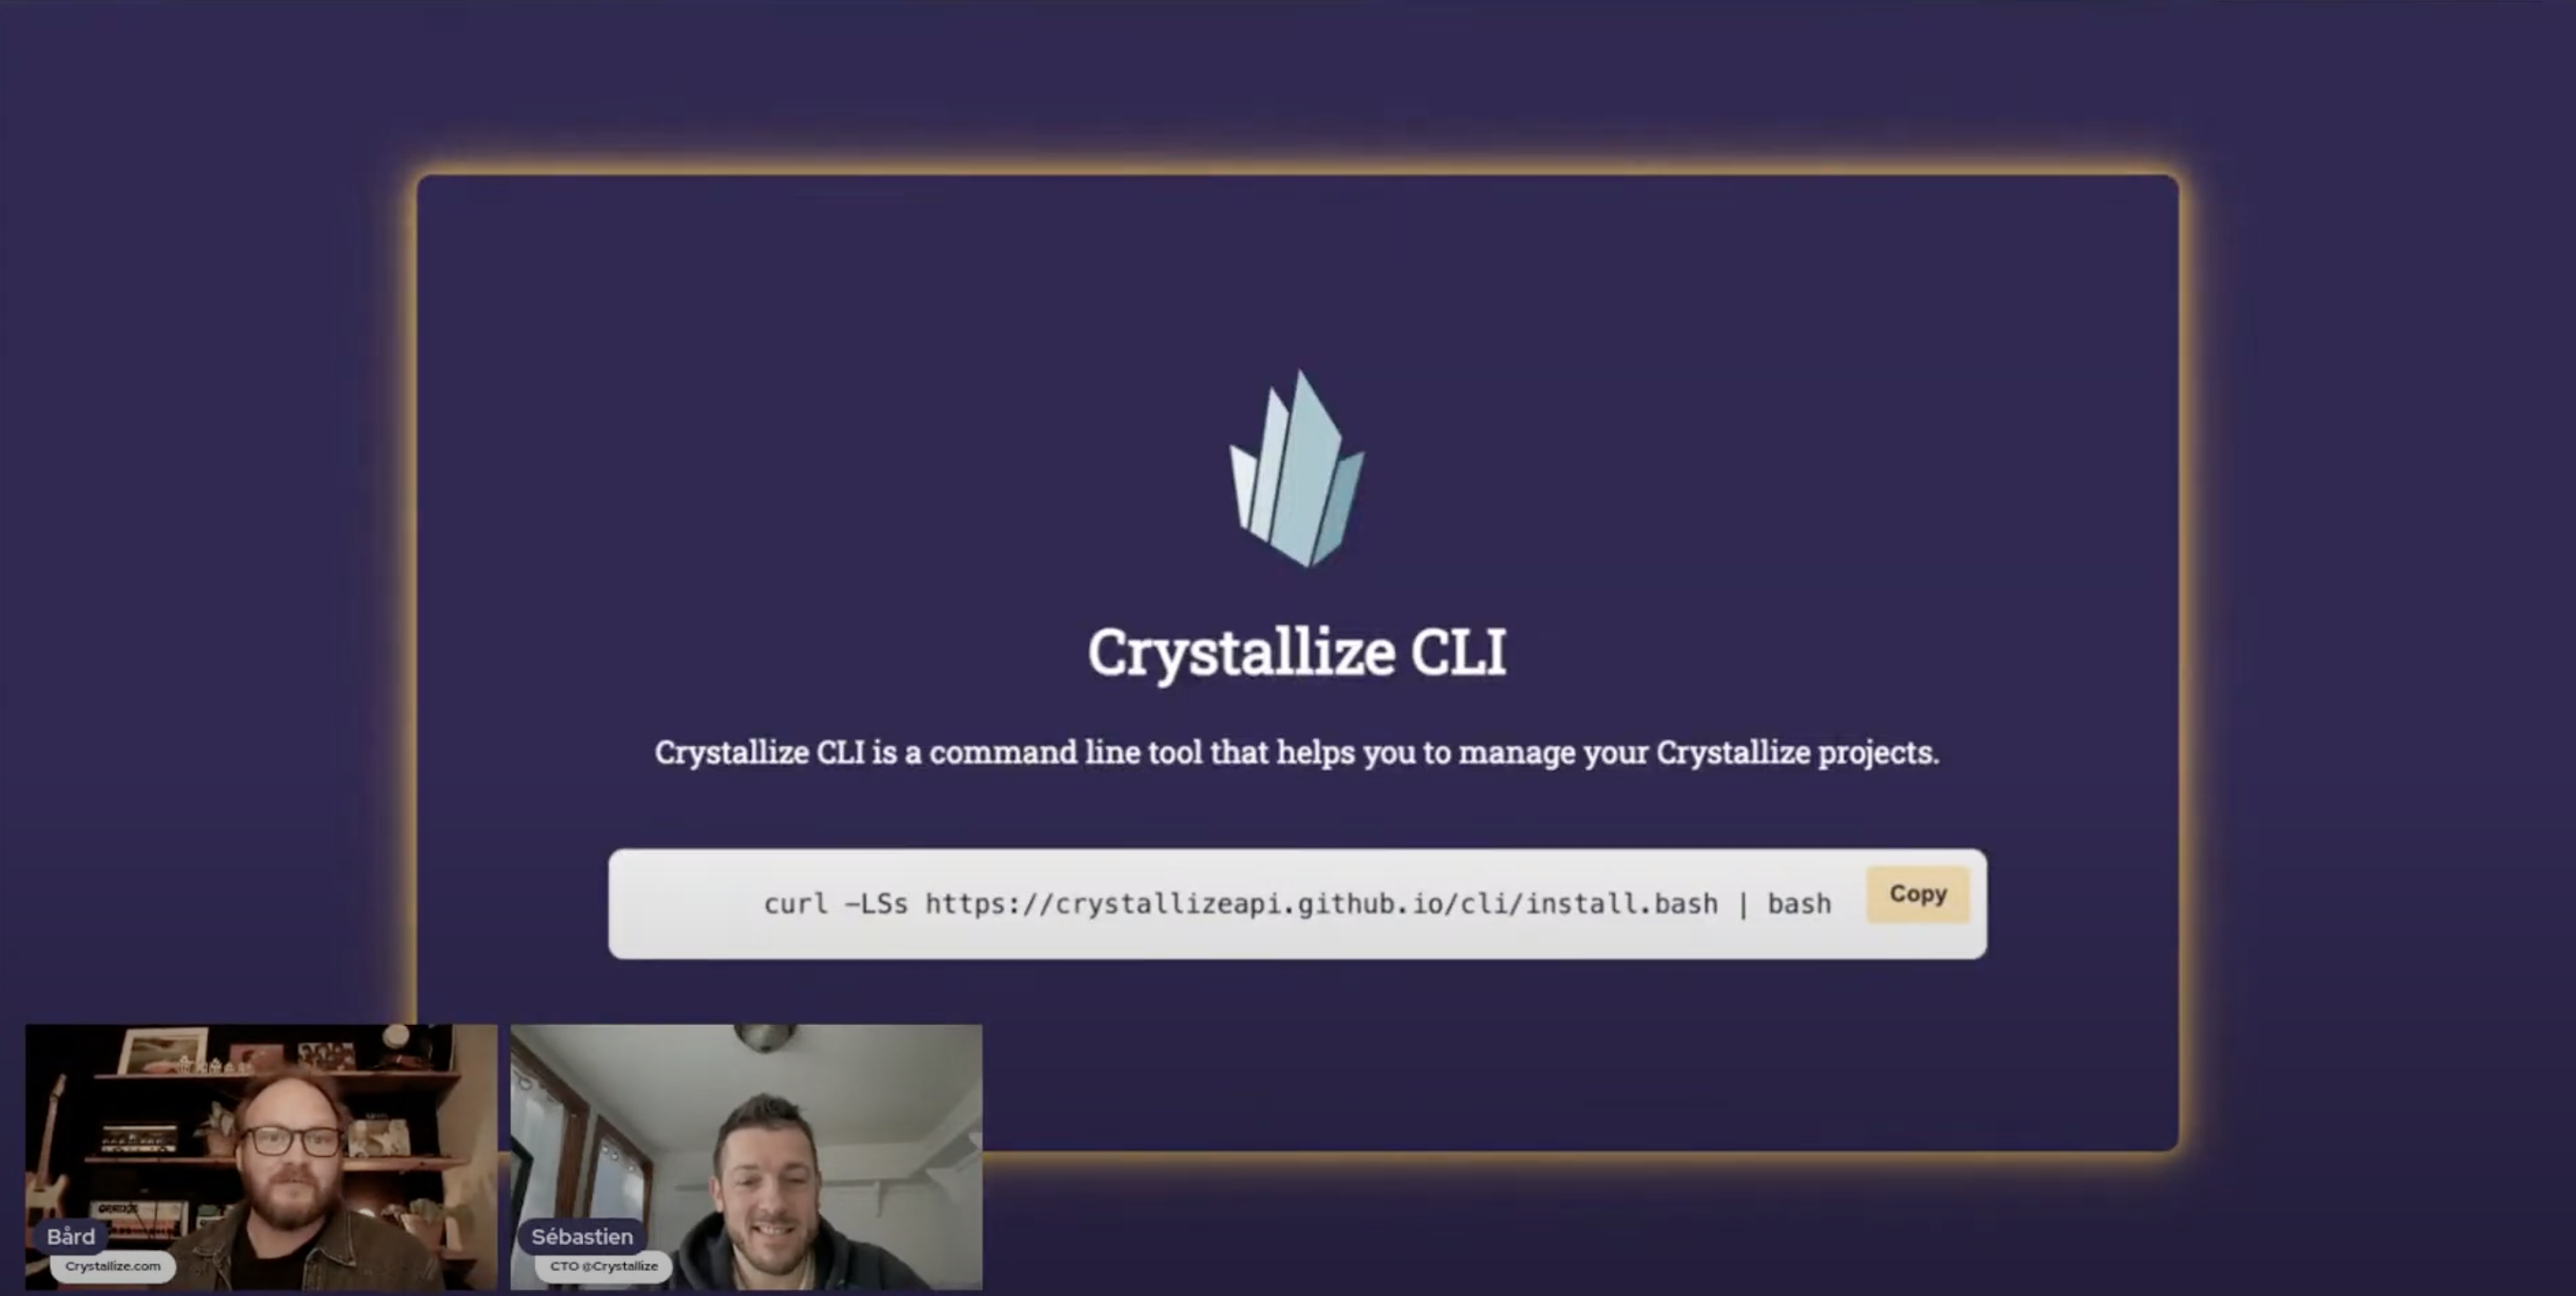 Crystallize CLI
Crystallize CLI is a command line tool that helps you to manage your Crystallize projects.
curl -LSs https://crystallizeapi.github.io/cli/install.bash | bash
Copy
Bård
Crystallize.com
Sébastien
CTO @Crystallize